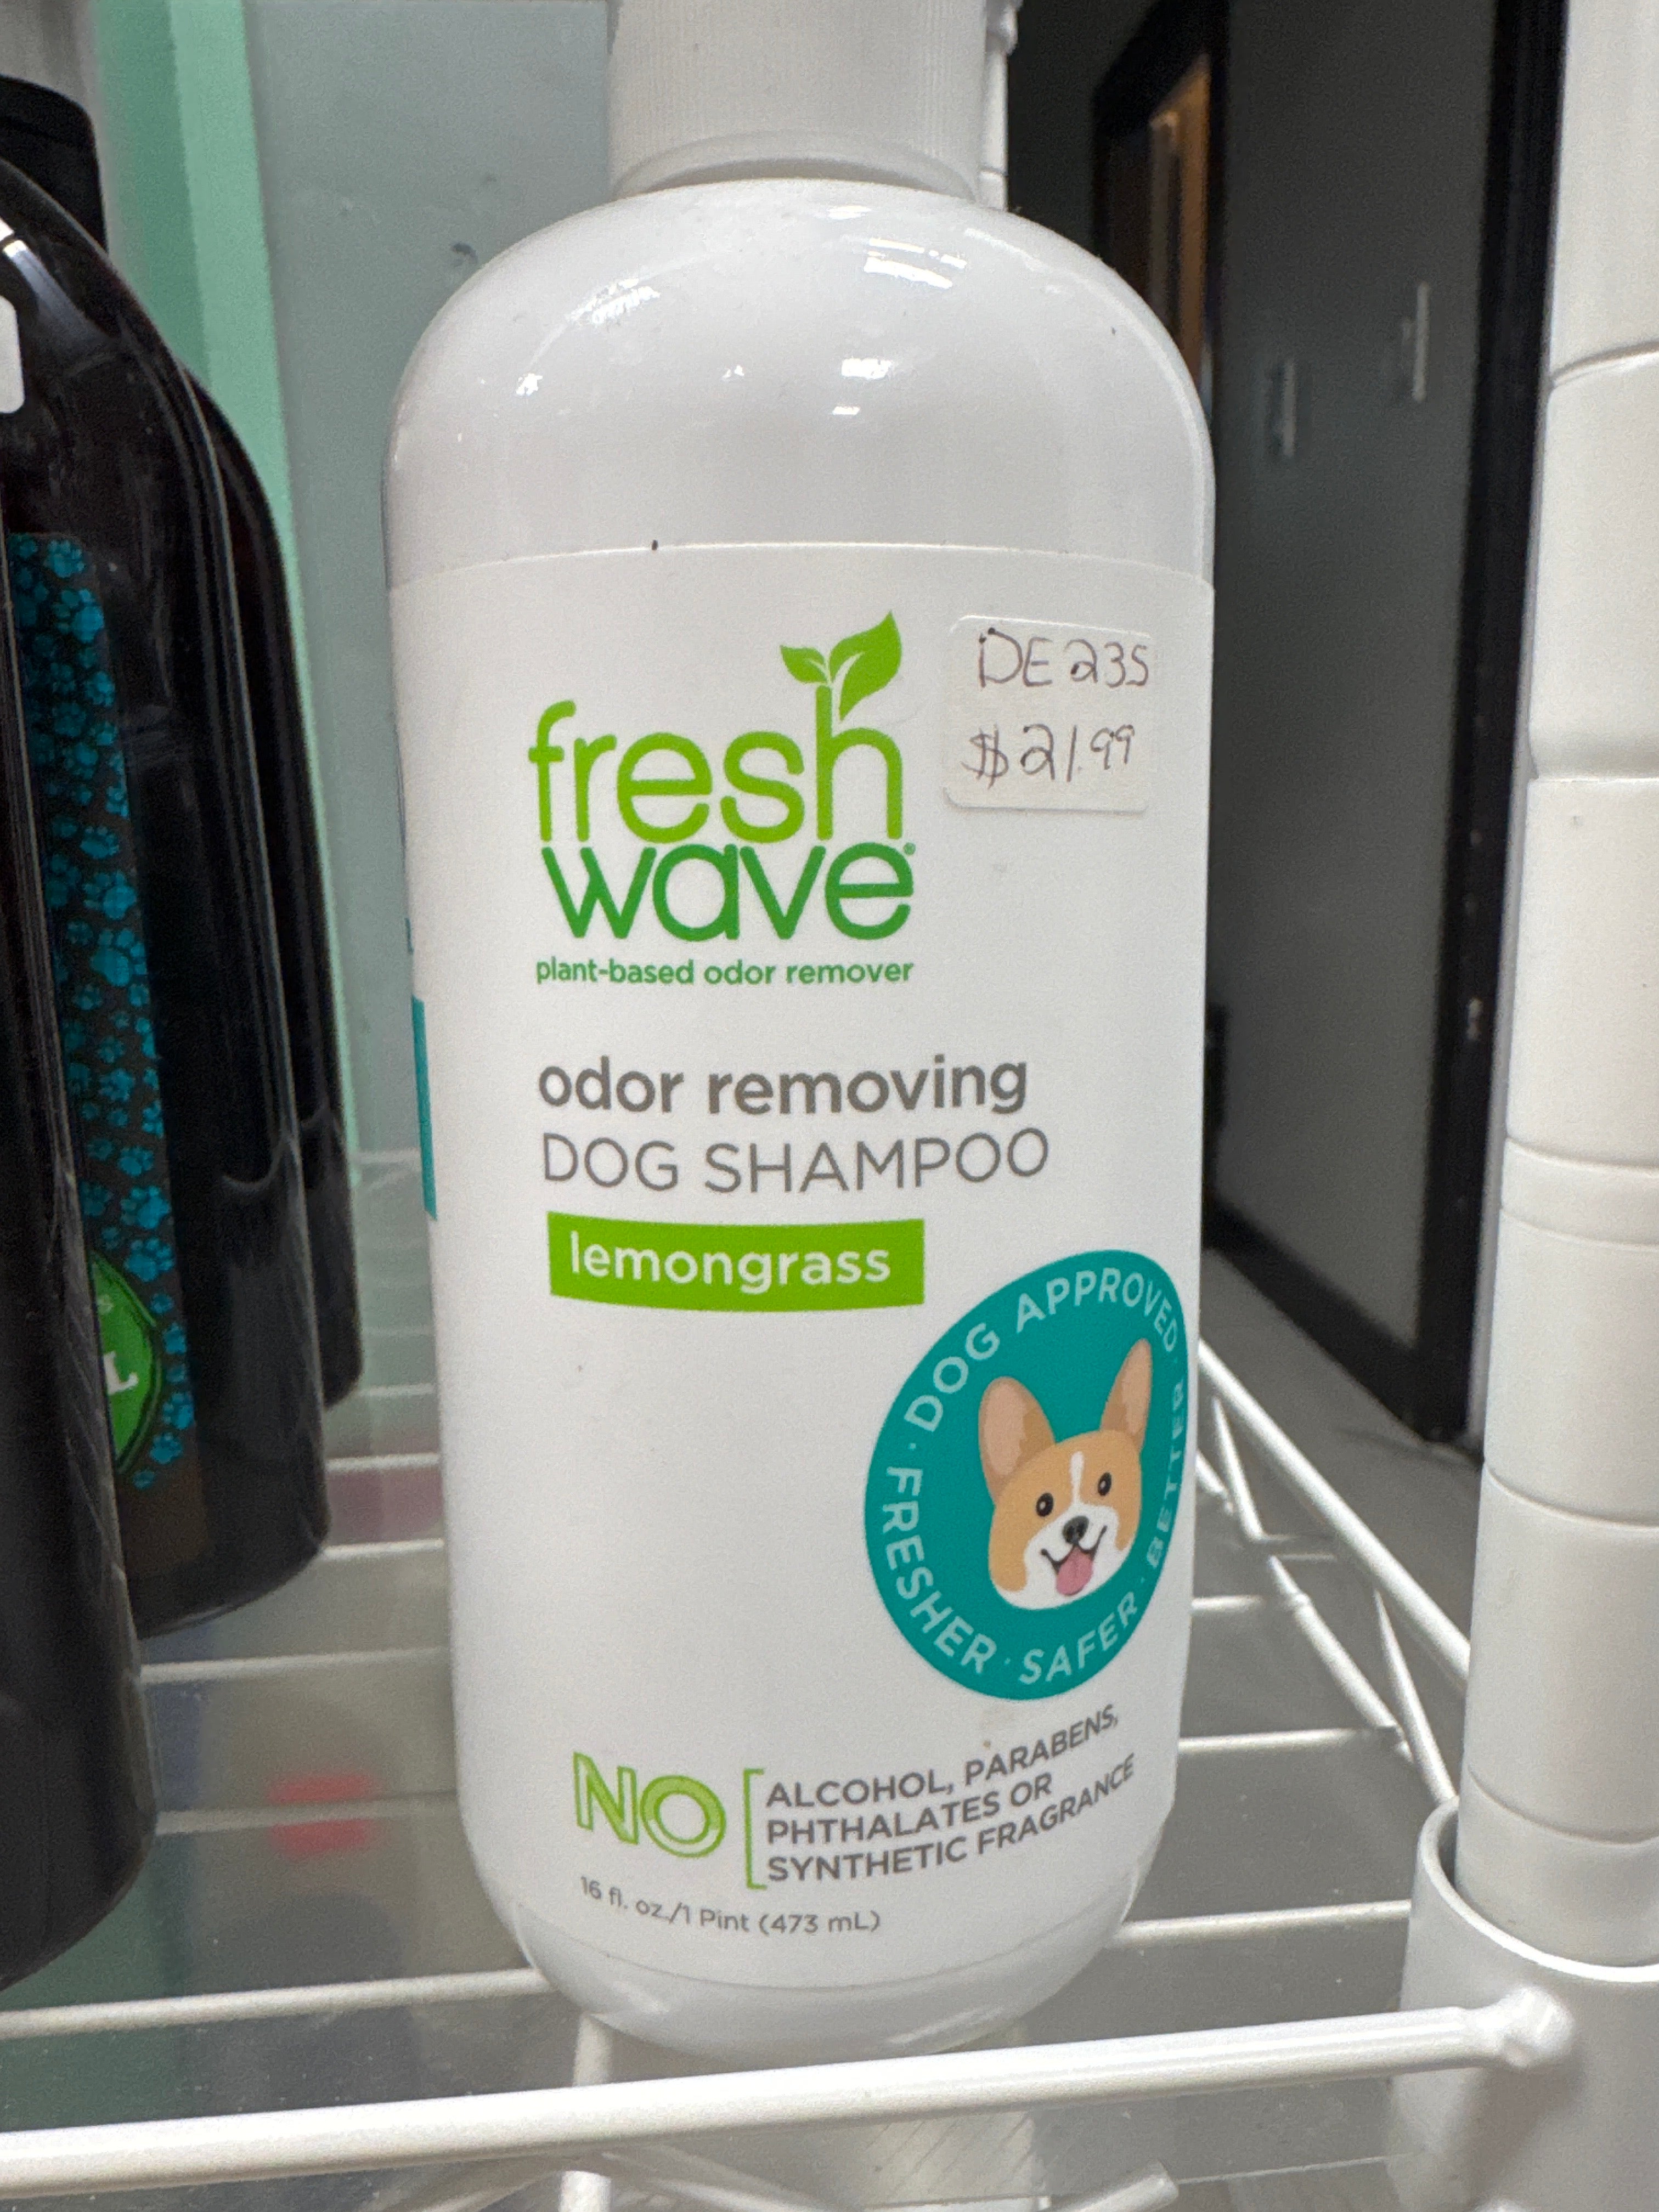 DE235
$21.99
fresh
wave®
plant-based odor remover
odor removing
DOG SHAMPOO
lemongrass
· DOG APPROVED ·
FRESHER · SAFER · BETTER
NO
ALCOHOL, PARABENS,
PHTHALATES OR
SYNTHETIC FRAGRANCE
16 fl. oz./1 Pint (473 mL)